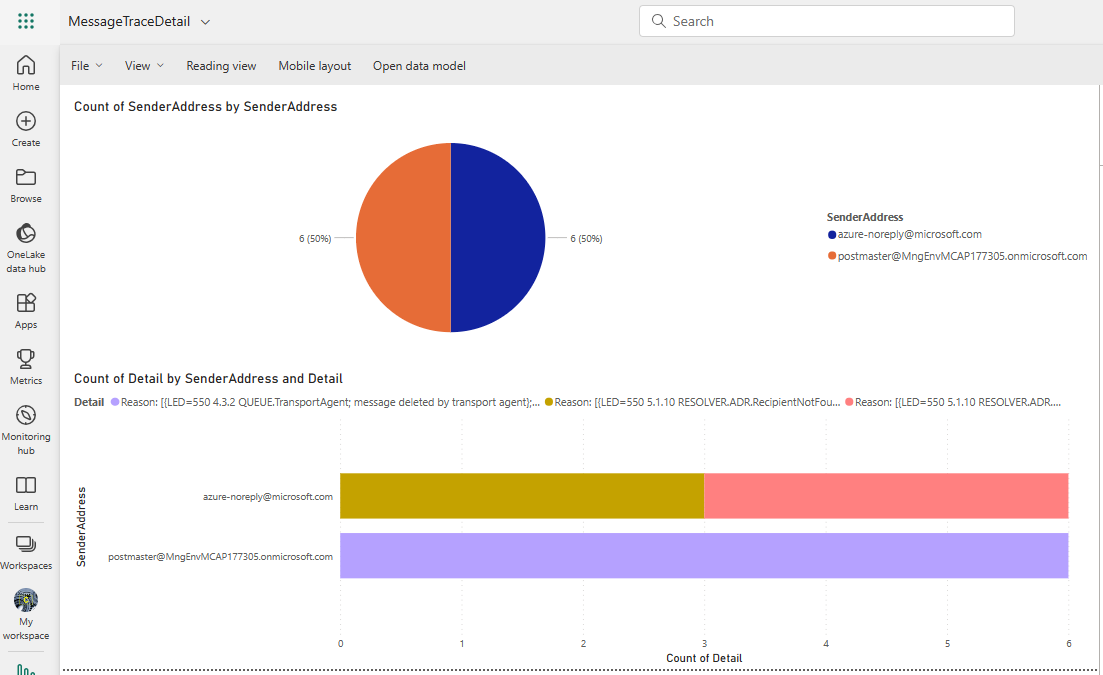 MessageTraceDetail
Search
File
View
Reading view
Mobile layout
Open data model
Home
Create
Browse
OneLake
data hub
Apps
Metrics
Monitoring
hub
Learn
Workspaces
My
workspace
Count of SenderAddress by SenderAddress
6 (50%)
6 (50%)
SenderAddress
azure-noreply@microsoft.com
postmaster@MngEnvMCAP177305.onmicrosoft.com
Count of Detail by SenderAddress and Detail
Detail Reason: [{LED=550 4.3.2 QUEUE.TransportAgent; message deleted by transport agent};... Reason: [{LED=550 5.1.10 RESOLVER.ADR.RecipientNotFou... Reason: [{LED=550 5.1.10 RESOLVER.ADR....
SenderAddress
azure-noreply@microsoft.com
postmaster@MngEnvMCAP177305.onmicrosoft.com
0 1 2 3 4 5 6
Count of Detail